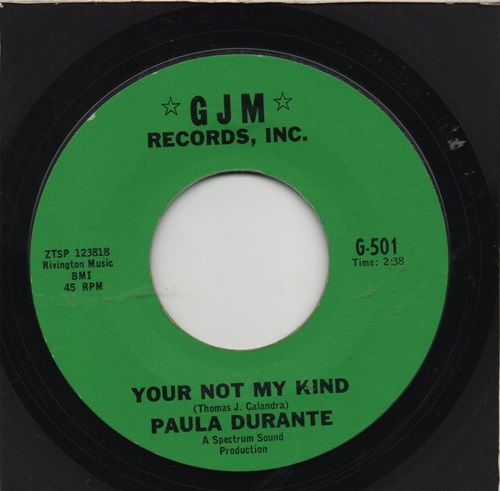 ☆ GJM ☆
RECORDS, INC.
ZTSP 123818
Rivington Music
BMI
45 RPM
G-501
Time: 2:38
YOUR NOT MY KIND
(Thomas J. Calandra)
PAULA DURANTE
A Spectrum Sound
Production